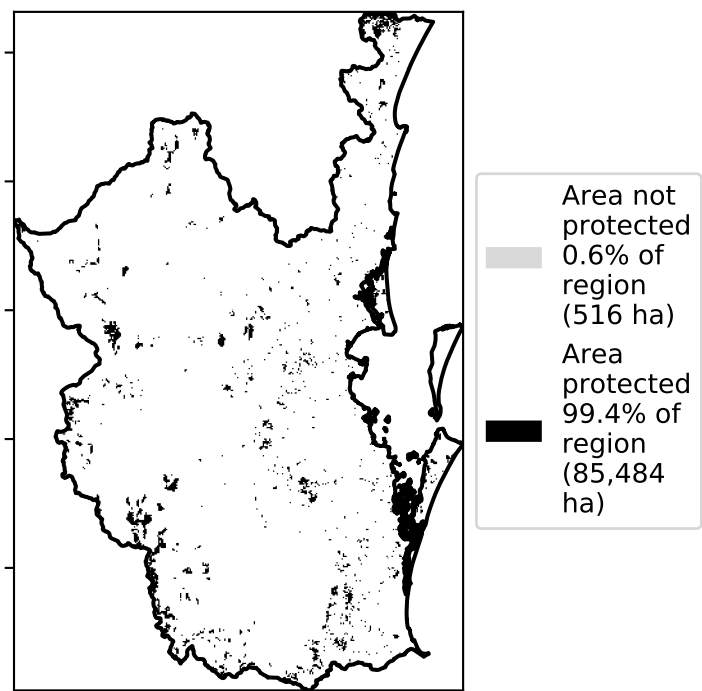 Area not
protected
0.6% of
region
(516 ha)
Area
protected
99.4% of
region
(85,484
ha)